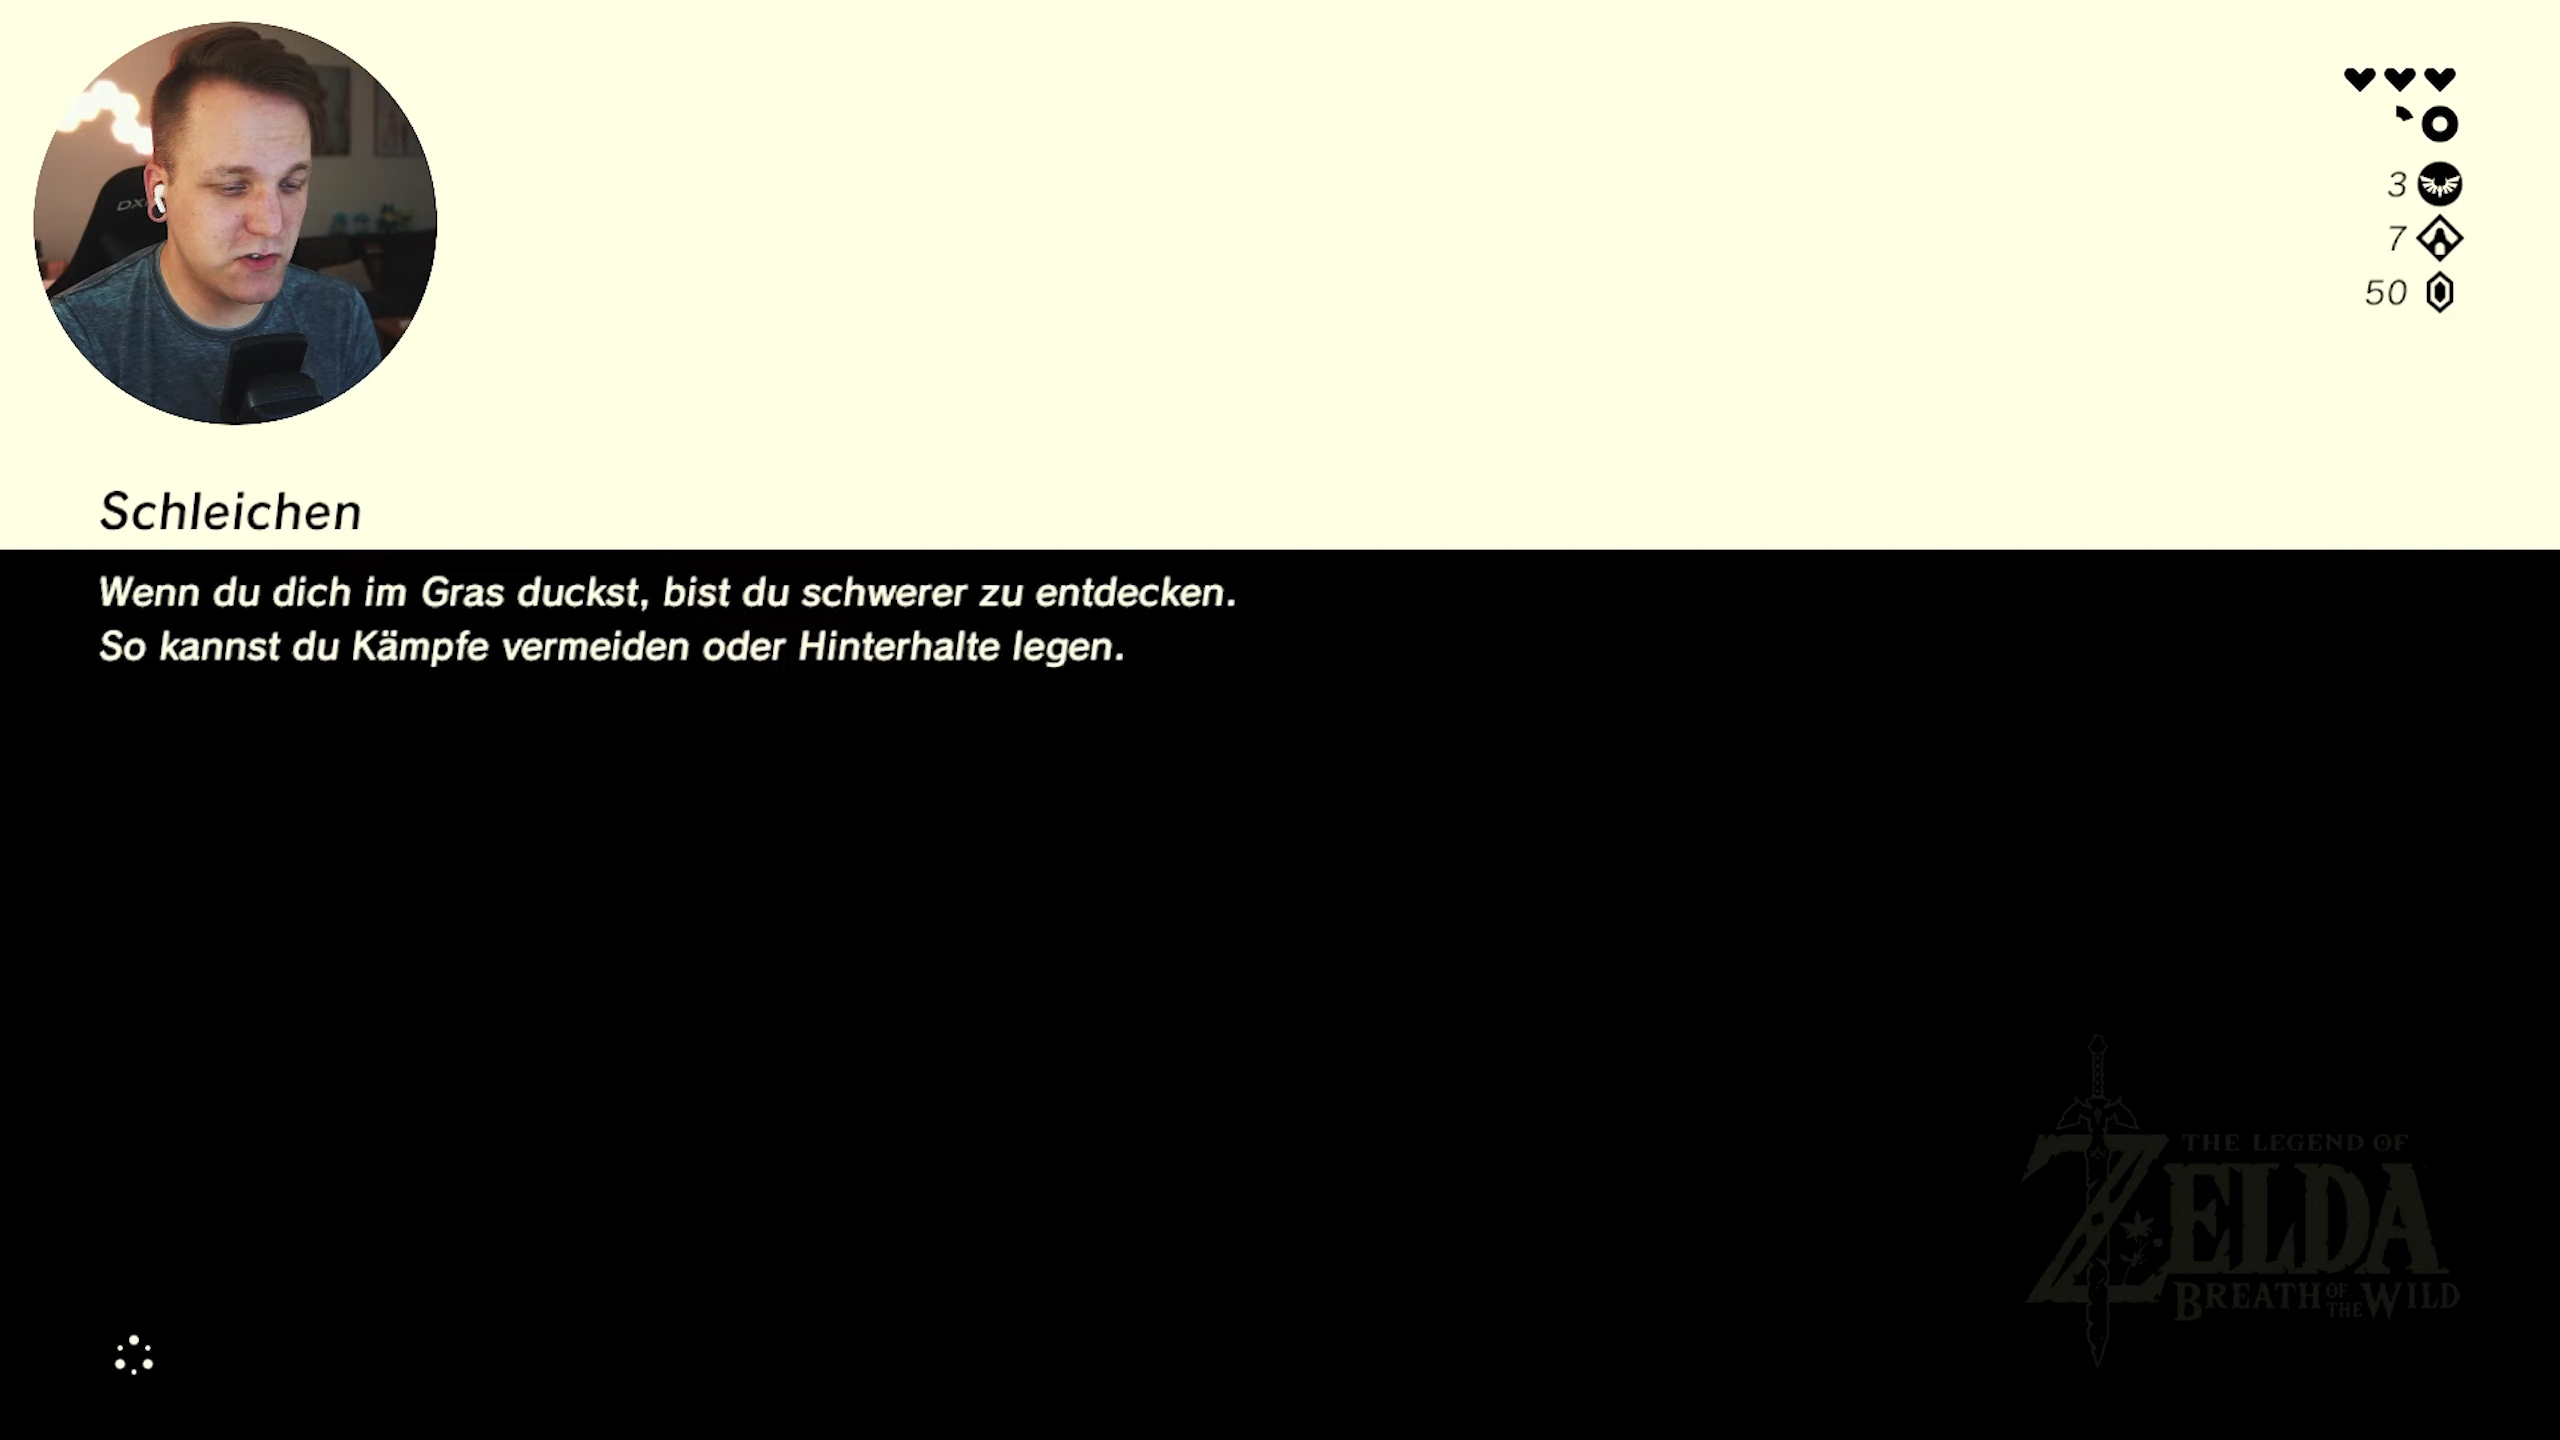 DX
3
7
50
Schleichen
Wenn du dich im Gras duckst, bist du schwerer zu entdecken.
So kannst du Kämpfe vermeiden oder Hinterhalte legen.
THE LEGEND OF
ZELDA
BREATH OF THE WILD